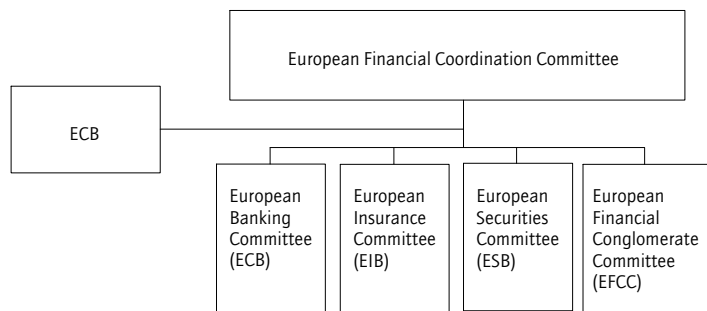 European Financial Coordination Committee
ECB
European
Banking
Committee
(ECB)
European
Insurance
Committee
(EIB)
European
Securities
Committee
(ESB)
European
Financial
Conglomerate
Committee
(EFCC)